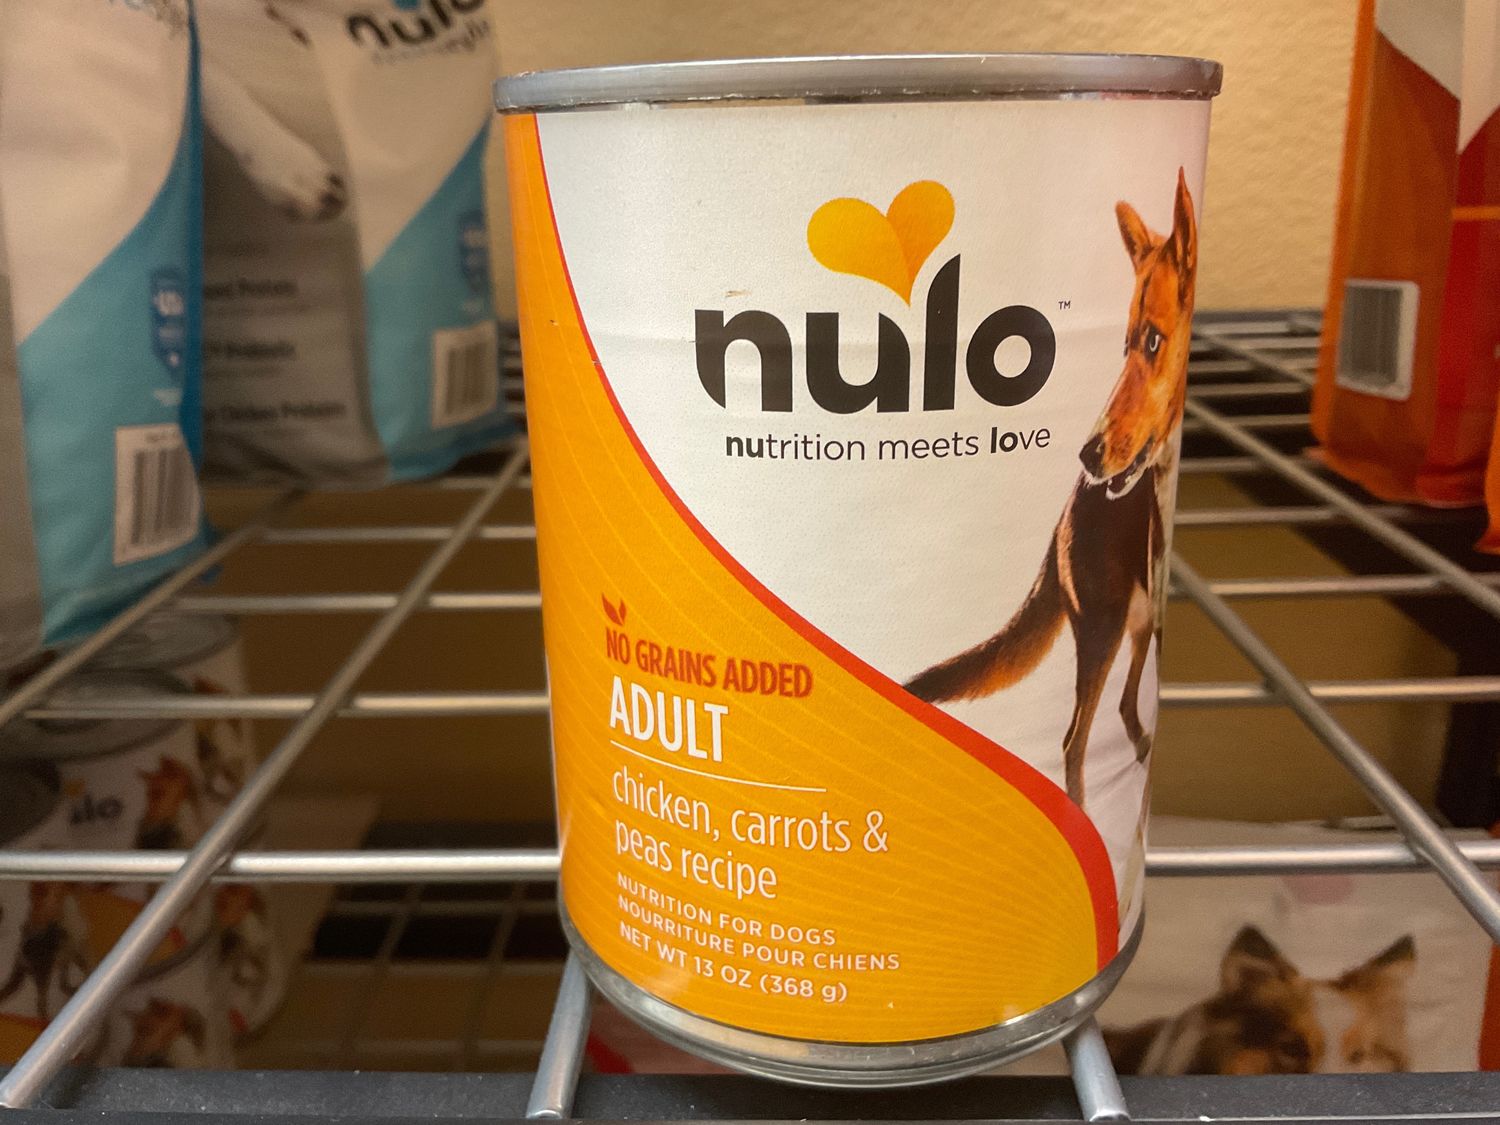 nulo
nulo™
nutrition meets love
NO GRAINS ADDED
ADULT
chicken, carrots &
peas recipe
NUTRITION FOR DOGS
NOURRITURE POUR CHIENS
NET WT 13 OZ (368 g)